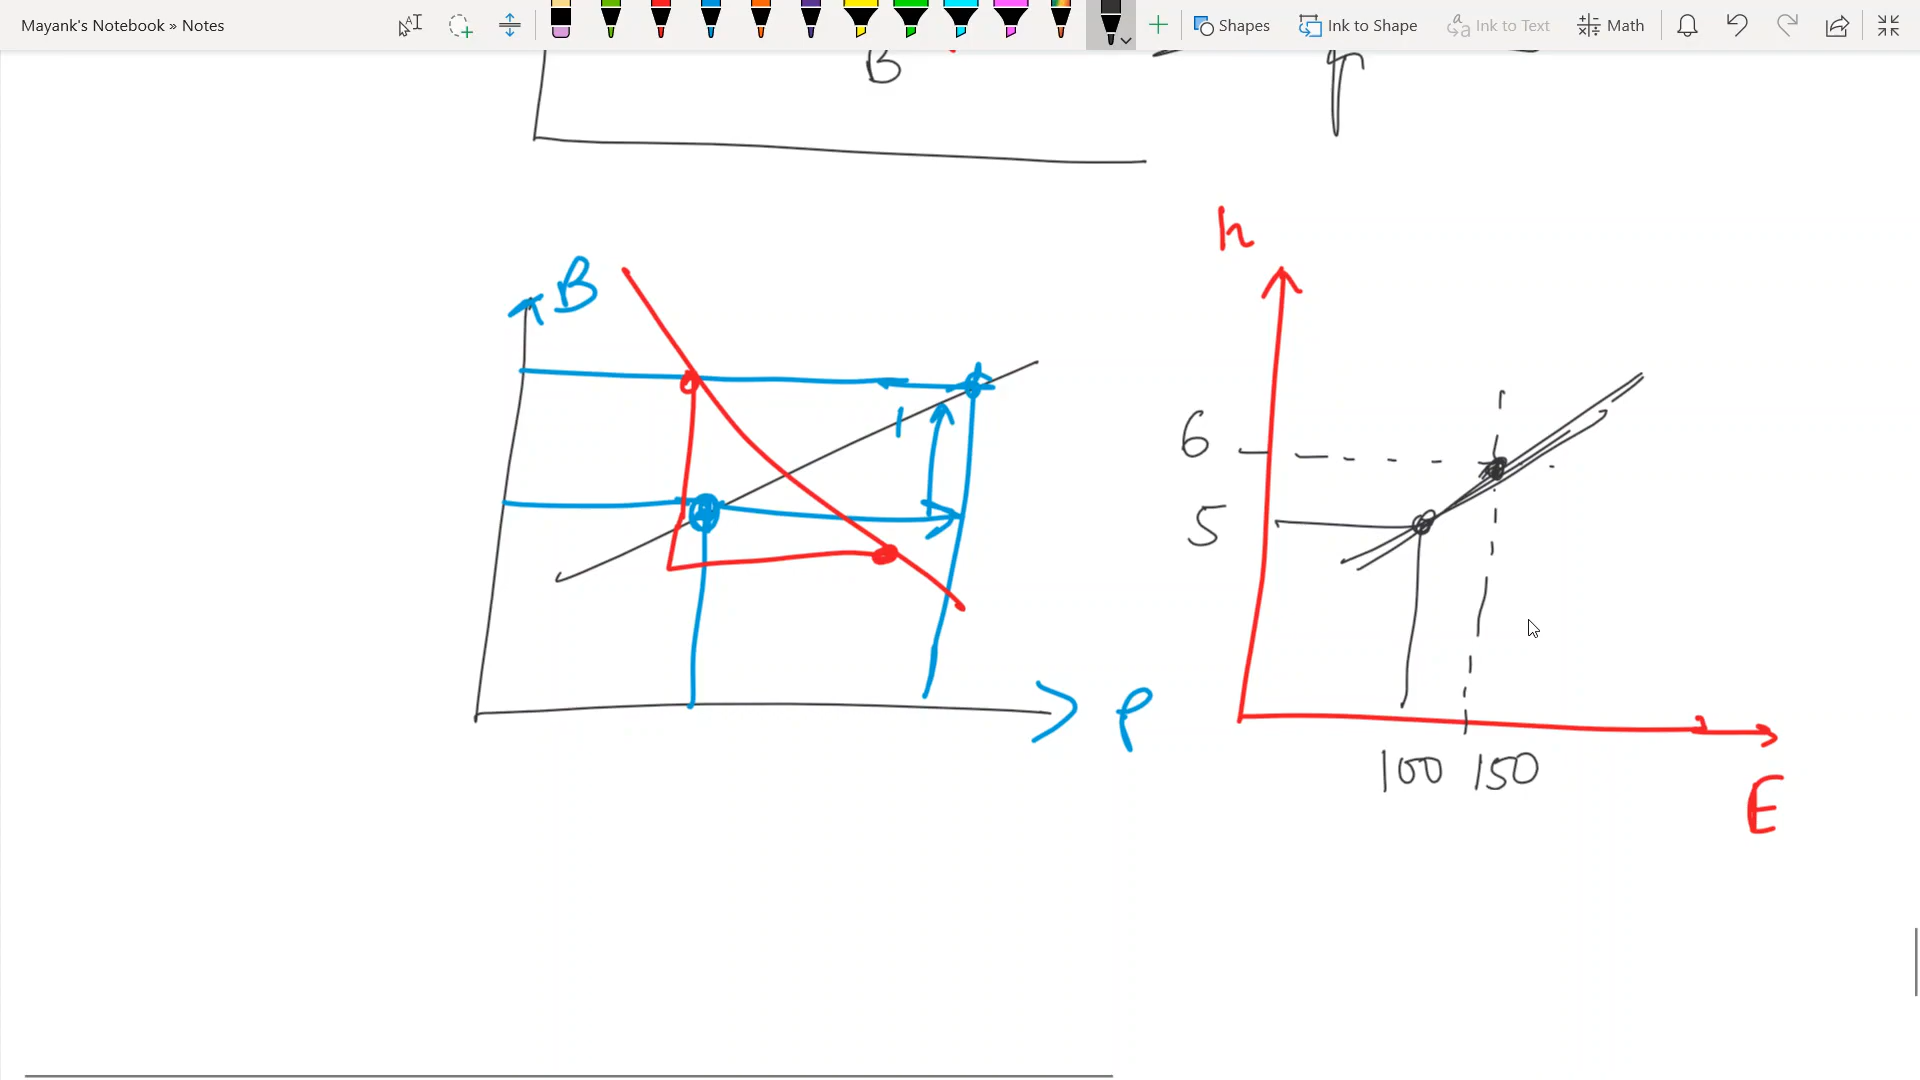 Mayank's Notebook » Notes
Shapes
Ink to Shape
Ink to Text
Math
B
B
P
h
6
5
100 150
E